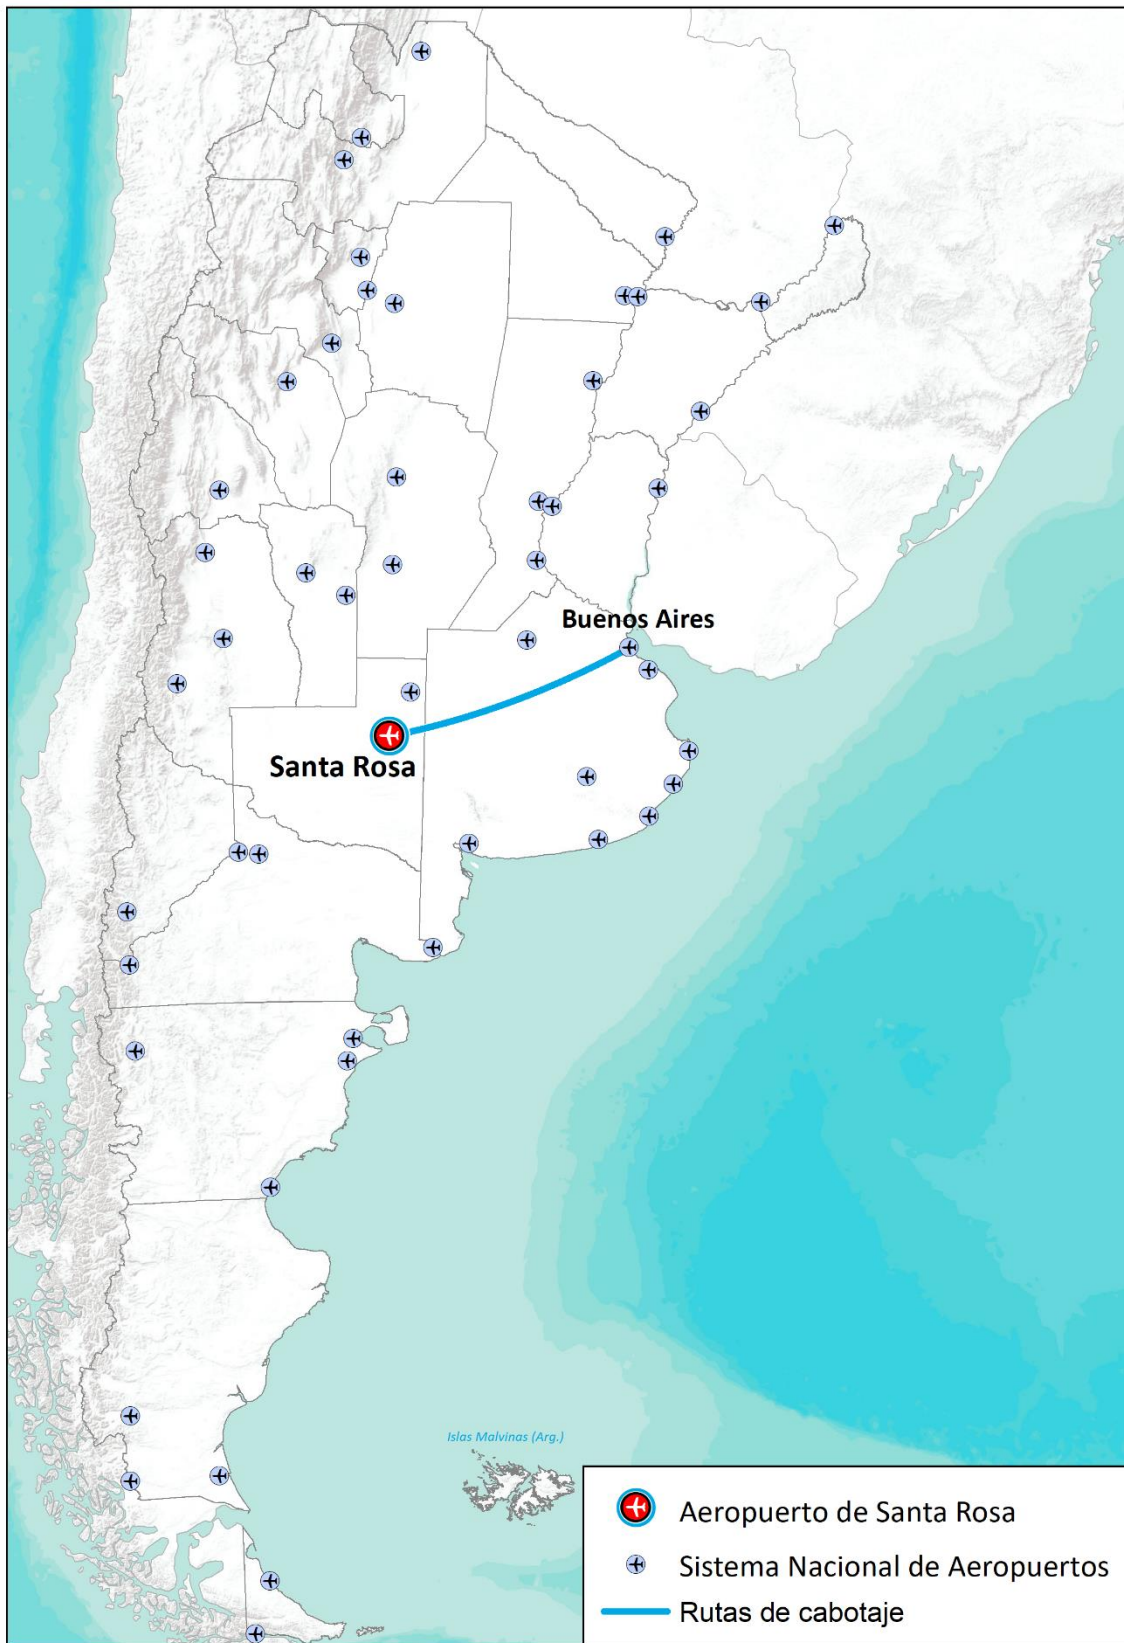 Buenos Aires
Santa Rosa
Islas Malvinas (Arg.)
Aeropuerto de Santa Rosa
Sistema Nacional de Aeropuertos
Rutas de cabotaje